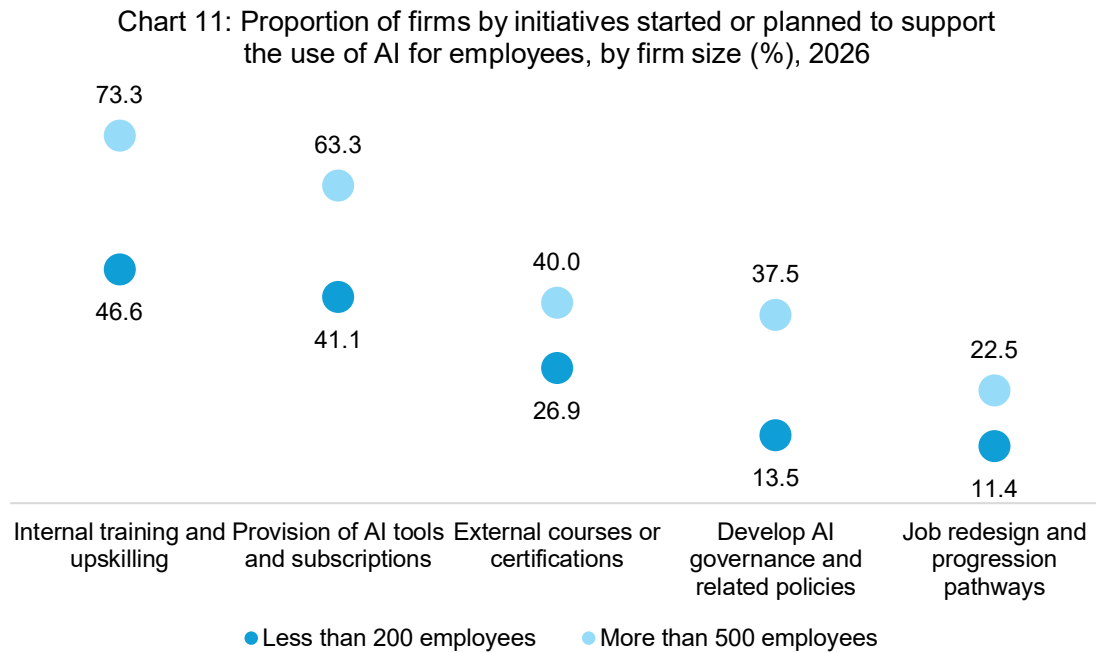 Chart 11: Proportion of firms by initiatives started or planned to support
the use of AI for employees, by firm size (%), 2026
73.3
63.3
40.0
37.5
22.5
46.6
41.1
26.9
13.5
11.4
Internal training and
upskilling
Provision of AI tools
and subscriptions
External courses or
certifications
Develop AI
governance and
related policies
Job redesign and
progression
pathways
Less than 200 employees
More than 500 employees